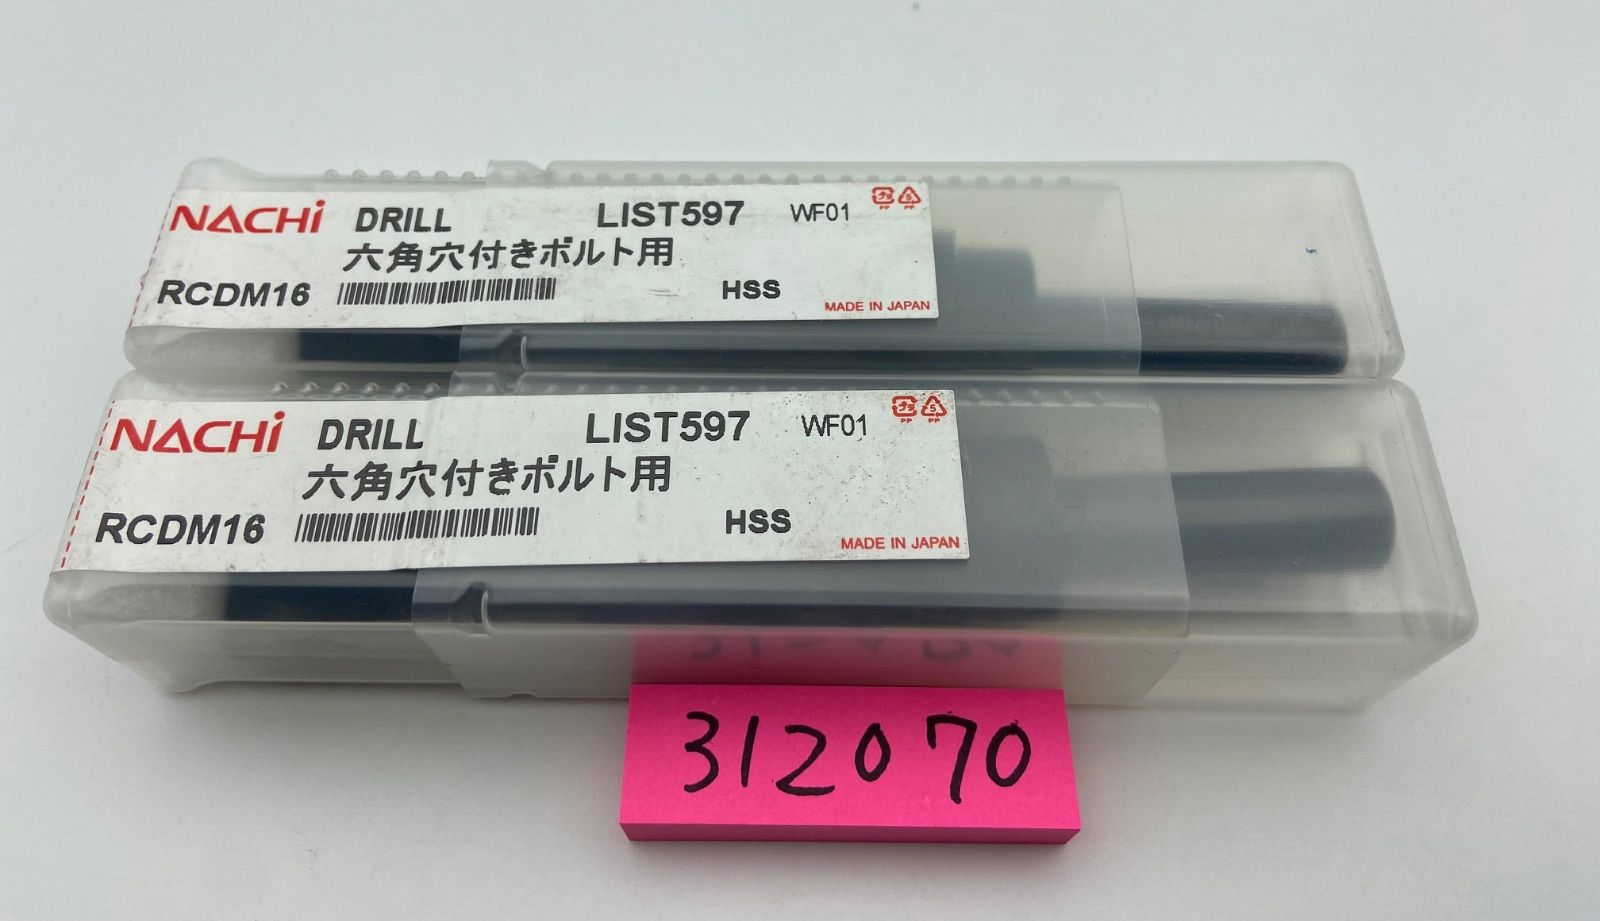 NACHi DRILL LIST597 WF01
六角穴付きボルト用
RCDM16 HSS
MADE IN JAPAN
NACHi DRILL LIST597 WF01
六角穴付きボルト用
RCDM16 HSS
MADE IN JAPAN
312070